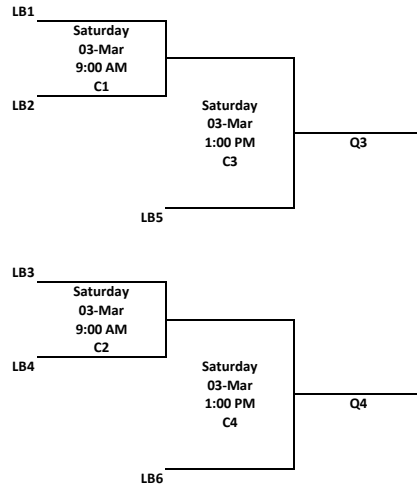 LB1
Saturday
03-Mar
9:00 AM
C1
LB2
Saturday
03-Mar
1:00 PM
C3
Q3
LB5
LB3
Saturday
03-Mar
9:00 AM
C2
LB4
Saturday
03-Mar
1:00 PM
C4
Q4
LB6